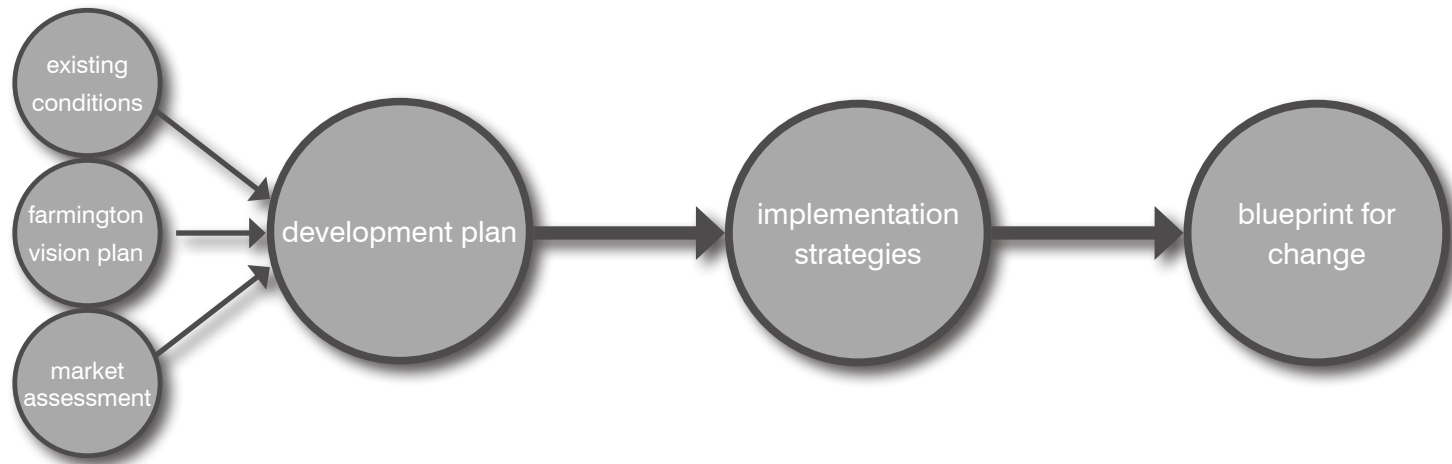 existing
conditions
farmington
vision plan
market
assessment
development plan
implementation
strategies
blueprint for
change